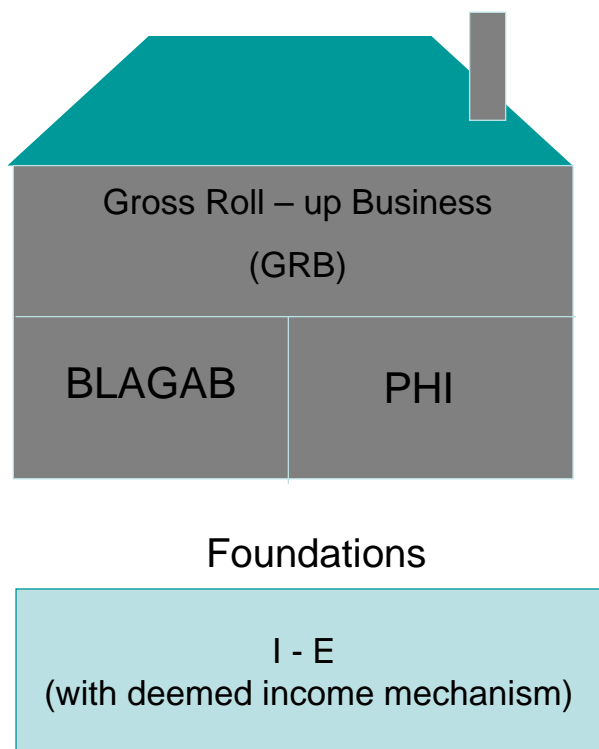 Gross Roll – up Business
(GRB)
BLAGAB
PHI
Foundations
I - E
(with deemed income mechanism)